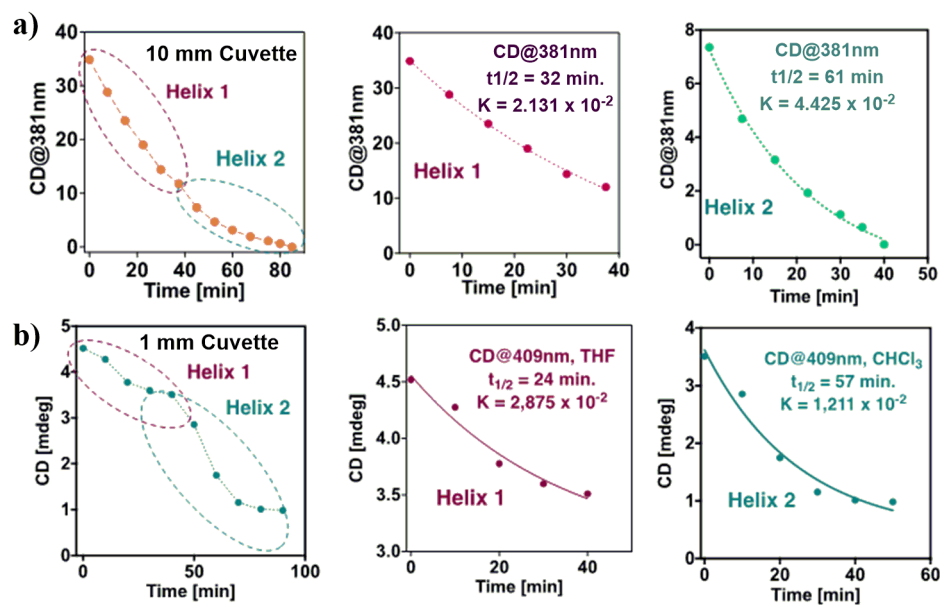 a)
10 mm Cuvette
Helix 1
Helix 2
CD@381nm
40
30
20
10
0
0
20
40
60
80
Time [min]
CD@381nm
t1/2 = 32 min.
K = 2.131 x 10-2
Helix 1
CD@381nm
40
30
20
10
0
0
10
20
30
40
Time [min]
CD@381nm
t1/2 = 61 min
K = 4.425 x 10-2
Helix 2
CD@381nm
8
6
4
2
0
0
10
20
30
40
50
Time [min]
b)
1 mm Cuvette
Helix 1
Helix 2
CD [mdeg]
5
4
3
2
1
0
0
50
100
Time [min]
CD@409nm, THF
t1/2 = 24 min.
K = 2,875 x 10-2
Helix 1
CD [mdeg]
5.0
4.5
4.0
3.5
3.0
0
20
40
60
Time [min]
CD@409nm, CHCl3
t1/2 = 57 min.
K = 1,211 x 10-2
Helix 2
CD [mdeg]
4
3
2
1
0
0
20
40
60
Time [min]